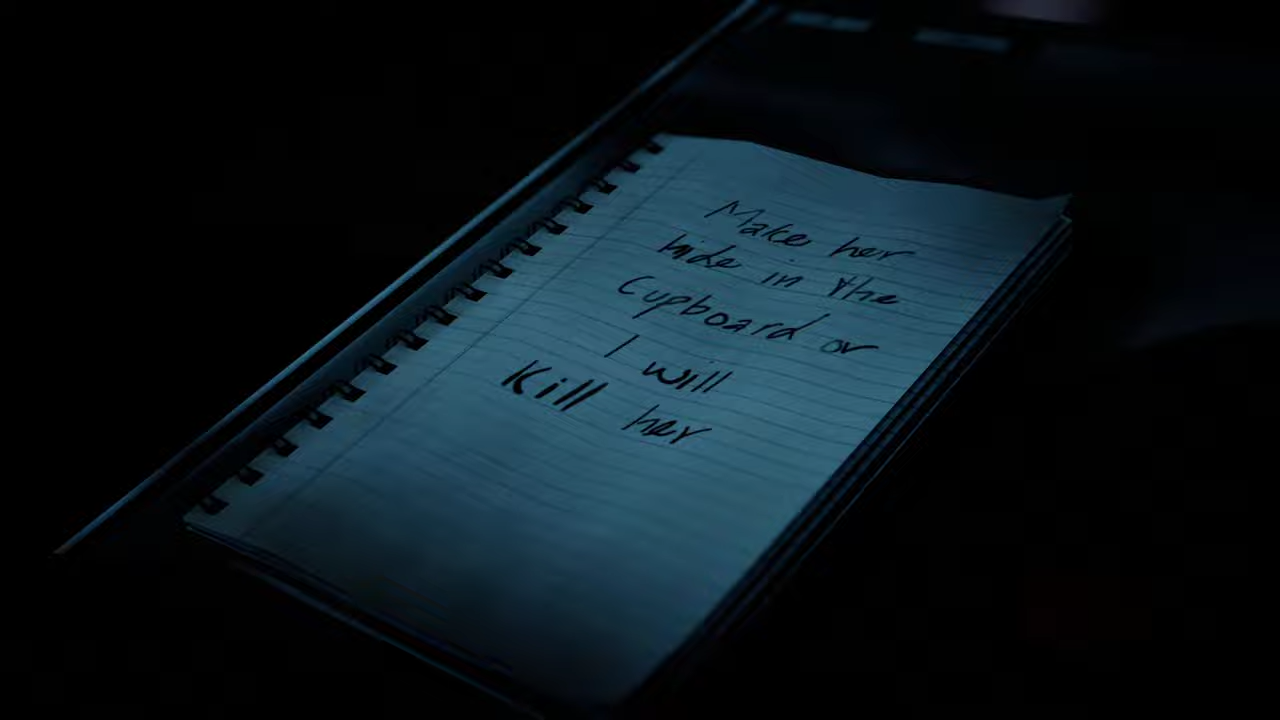 Make her
hide in the
Cupboard or
I will
Kill her